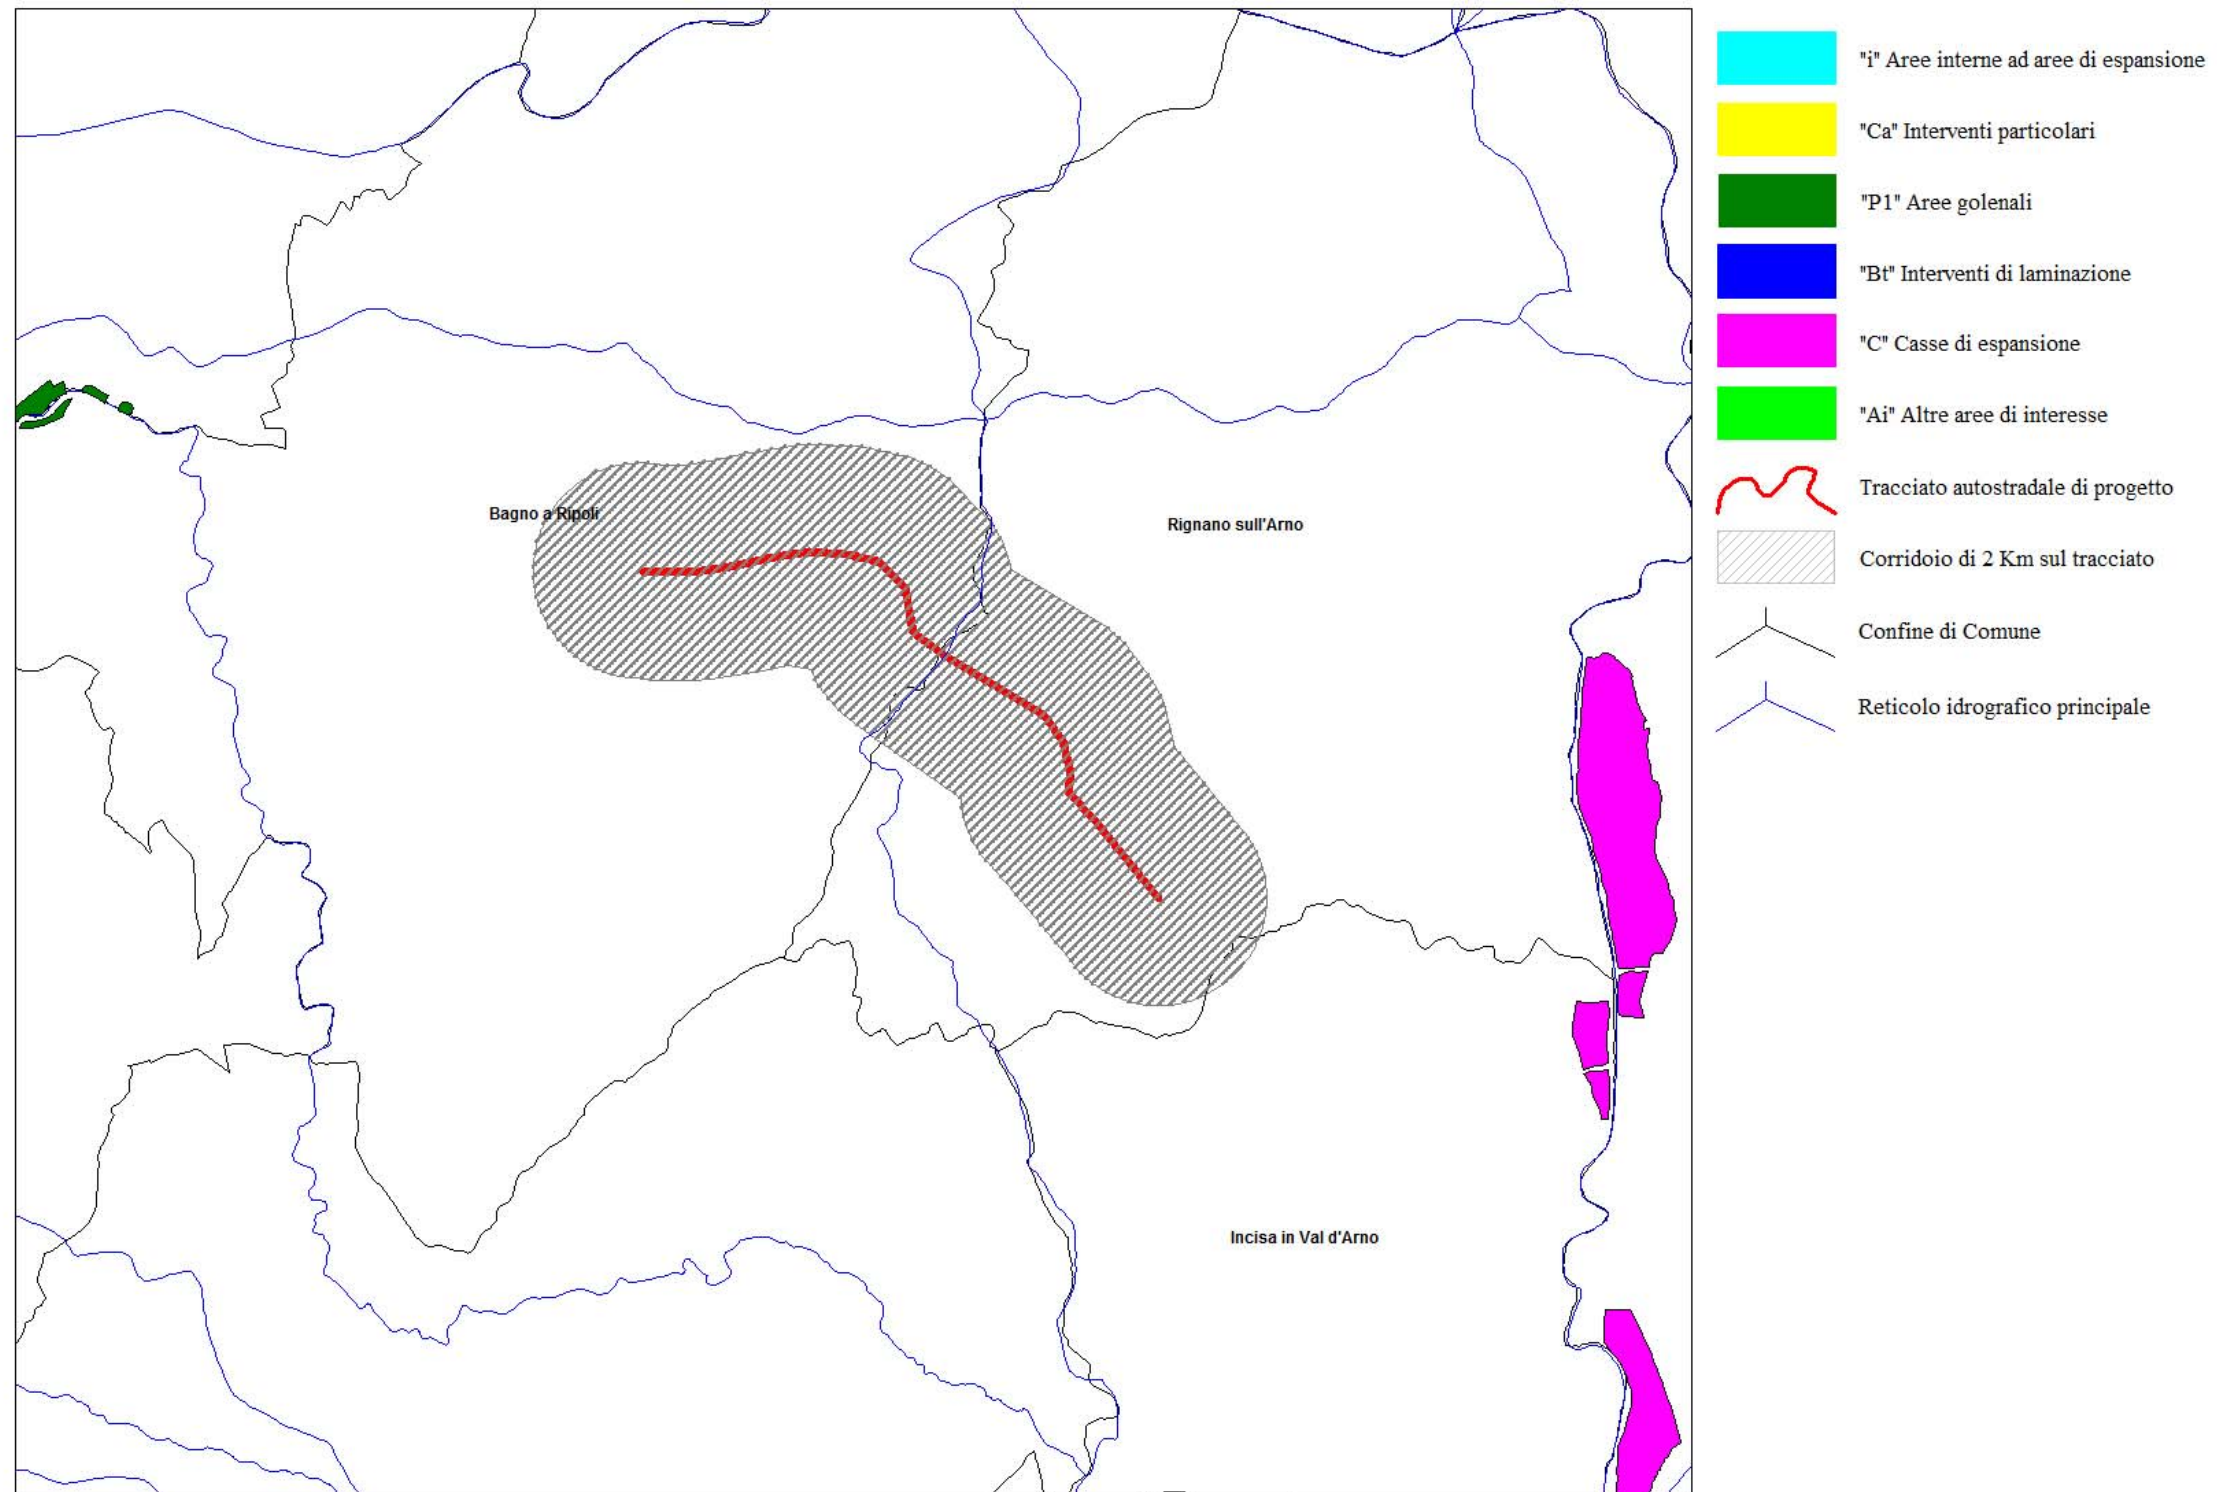 "i" Aree interne ad aree di espansione
"Ca" Interventi particolari
"P1" Aree golenali
"Bt" Interventi di laminazione
"C" Casse di espansione
"Ai" Altre aree di interesse
Tracciato autostradale di progetto
Corridoio di 2 Km sul tracciato
Confine di Comune
Reticolo idrografico principale
Bagno a Ripoli
Rignano sull'Arno
Incisa in Val d'Arno